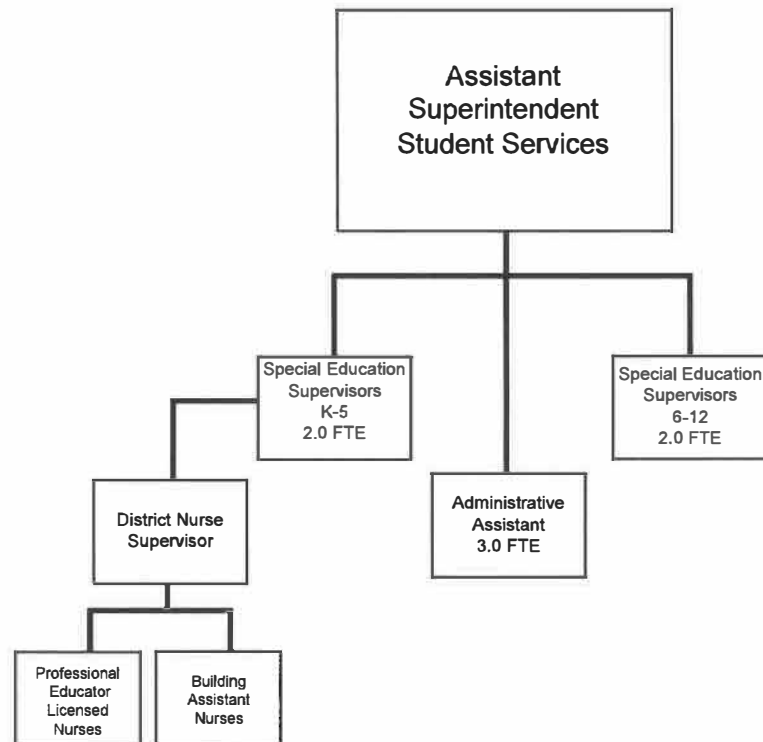 Assistant
Superintendent
Student Services
Special Education
Supervisors
K-5
2.0 FTE
Special Education
Supervisors
6-12
2.0 FTE
Administrative
Assistant
3.0 FTE
District Nurse
Supervisor
Professional
Educator
Licensed
Nurses
Building
Assistant
Nurses